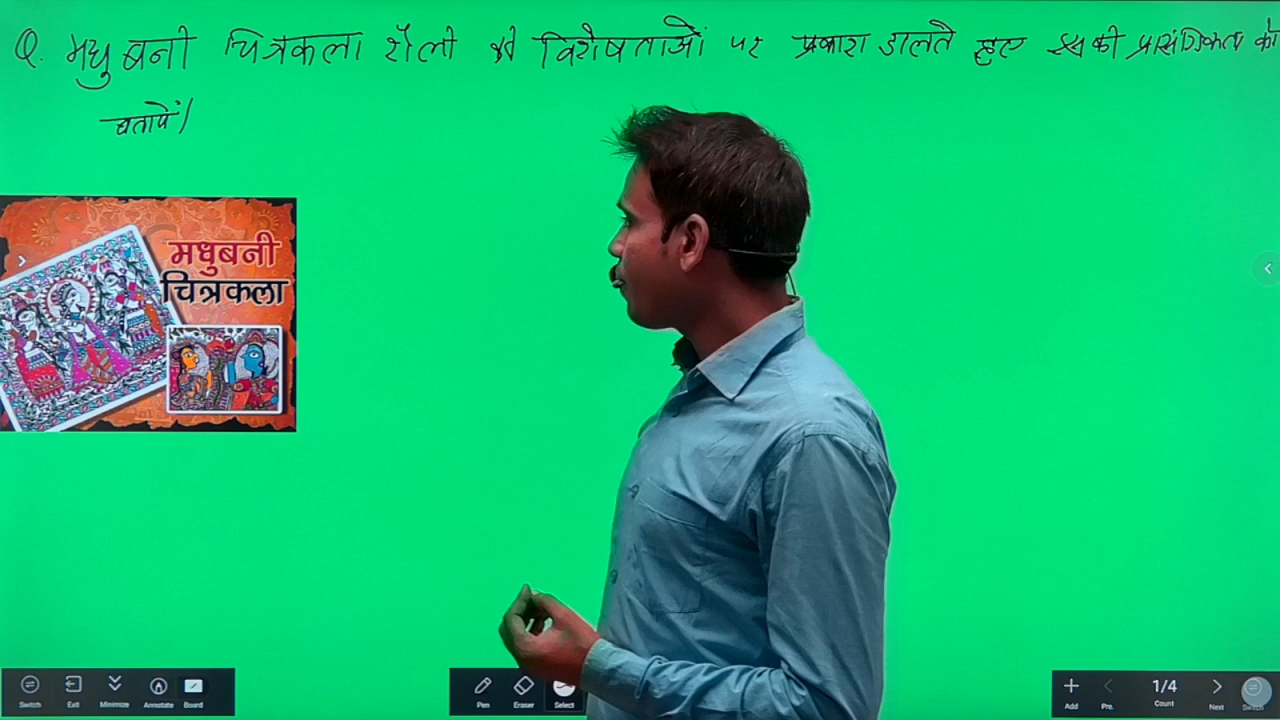 Q. मधुबनी चित्रकला शैली की विशेषताओं पर प्रकाश डालते हुए इसकी प्रासंगिकता को
बतायें।
मधुबनी
चित्रकला
Switch Exit Minimize Annotate Board
Pen Eraser Select
Add Pre. 1/4 Count Next Switch